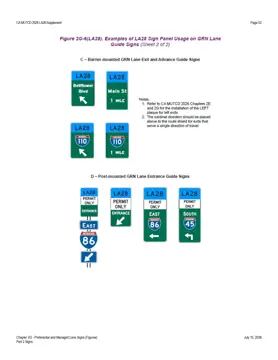 CA MUTCD 2026 LA28 Supplement
Page 52
Figure 2G-6(LA28). Examples of LA28 Sign Panel Usage on GRN Lane
Guide Signs (Sheet 2 of 2)
C – Barrier-mounted GRN Lane Exit and Advance Guide Signs
LA28
Bellflower
Blvd
LA28
Main St
1 MILE
Notes:
1. Refer to CA MUTCD 2026 Chapters 2E
and 2G for the installation of the LEFT
plaque for left exits
2. The cardinal direction should be placed
above to the route shield for exits that
serve a single direction of travel
LA28
110
LA28
110
1 MILE
D – Post-mounted GRN Lane Entrance Guide Signs
LA28
PERMIT
ONLY
ENTRANCE
EAST
86
LA28
PERMIT
ONLY
ENTRANCE
LA28
PERMIT
ONLY
EAST
86
LA28
PERMIT
ONLY
SOUTH
45
Chapter 2G - Preferential and Managed Lane Signs (Figures)
Part 2 Signs
July 10, 2026